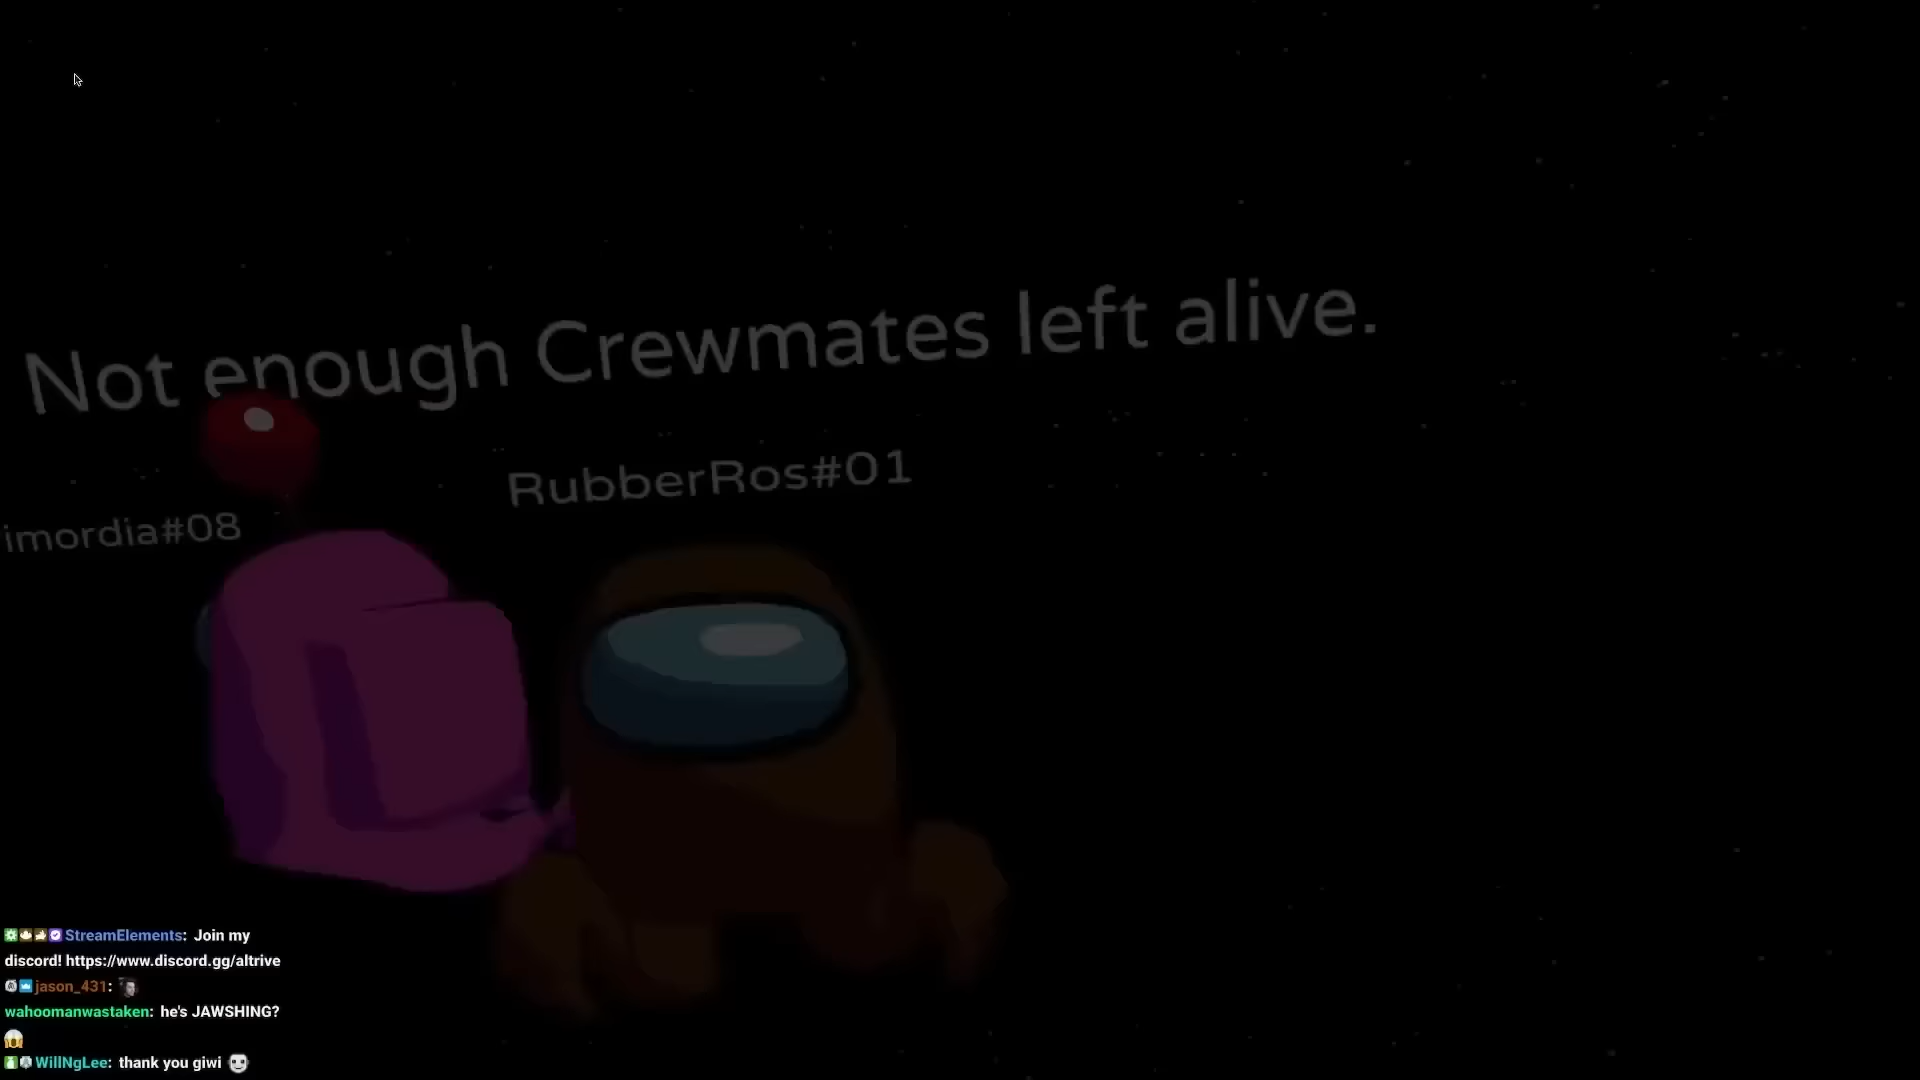 Not enough Crewmates left alive.
RubberRos#01
imordia#08
StreamElements: Join my
discord! https://www.discord.gg/altrive
jason_431:
wahoomanwastaken: he's JAWSHING?
WillNgLee: thank you giwi